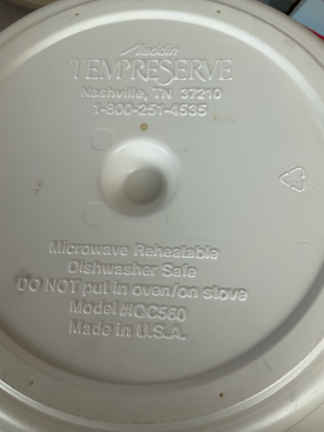 Aladdin
TEMPRESERVE
Nashville, TN 37210
1-800-251-4535
Microwave Reheatable
Dishwasher Safe
DO NOT put in oven/on stove
Model #QC560
Made in U.S.A.